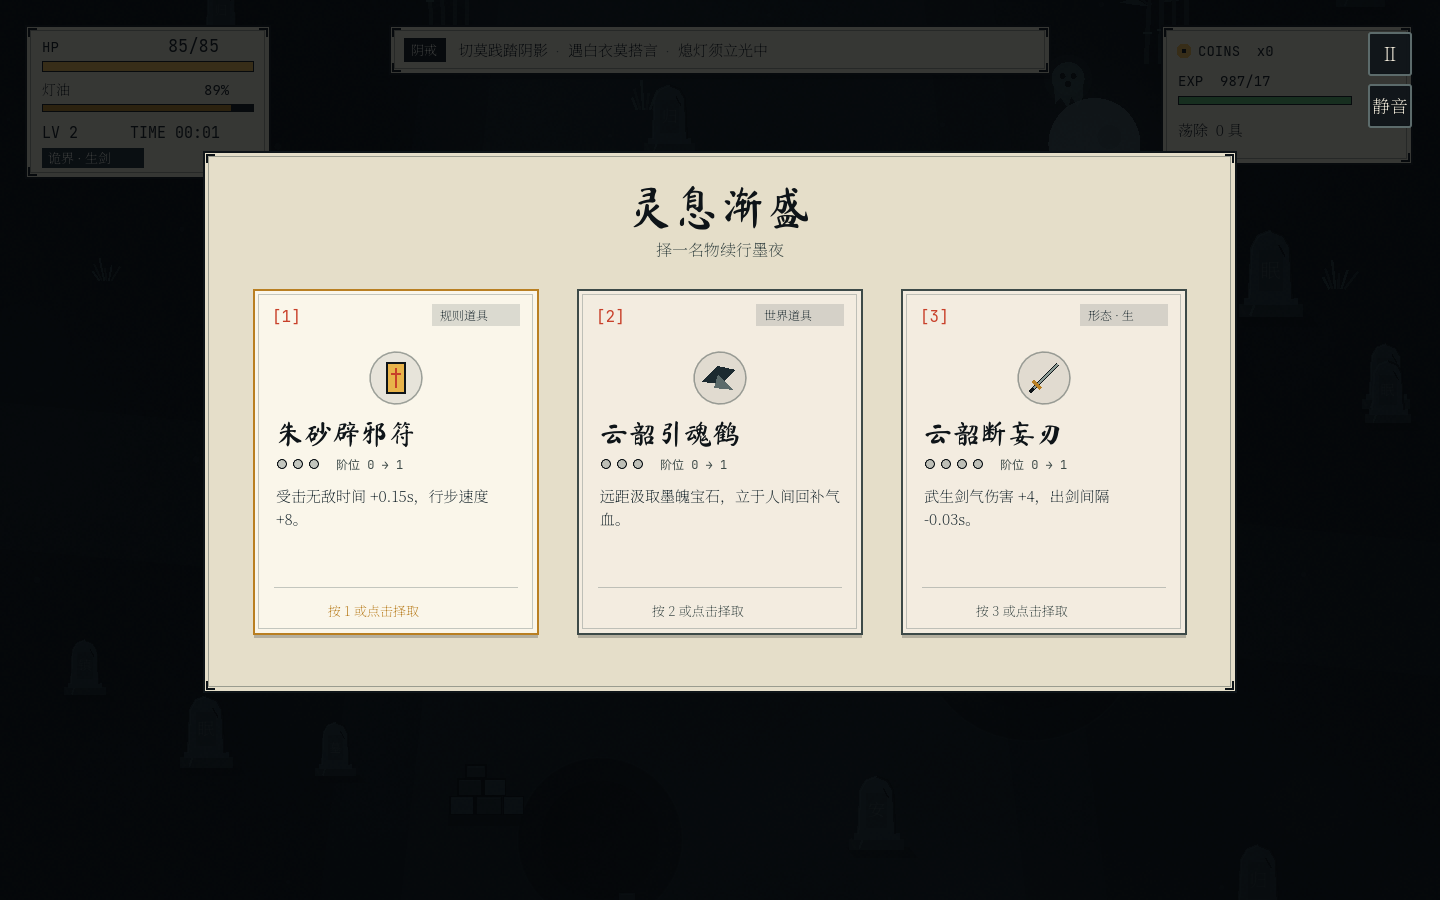 HP 85/85
灯油 89%
LV 2 TIME 00:01
诡界 · 生剑
阴戒 切莫践踏阴影 · 遇白衣莫搭言 · 熄灯须立光中
COINS x0
EXP 987/17
荡除 0 具
II
静音
灵息渐盛
择一名物续行墨夜
[1] 规则道具
朱砂辟邪符
阶位 0 → 1
受击无敌时间 +0.15s, 行步速度
+8。
按 1 或点击择取
[2] 世界道具
云韶引魂鹤
阶位 0 → 1
远距汲取墨魄宝石, 立于人间回补气
血。
按 2 或点击择取
[3] 形态 · 生
云韶断妄刃
阶位 0 → 1
武生剑气伤害 +4, 出剑间隔
-0.03s。
按 3 或点击择取